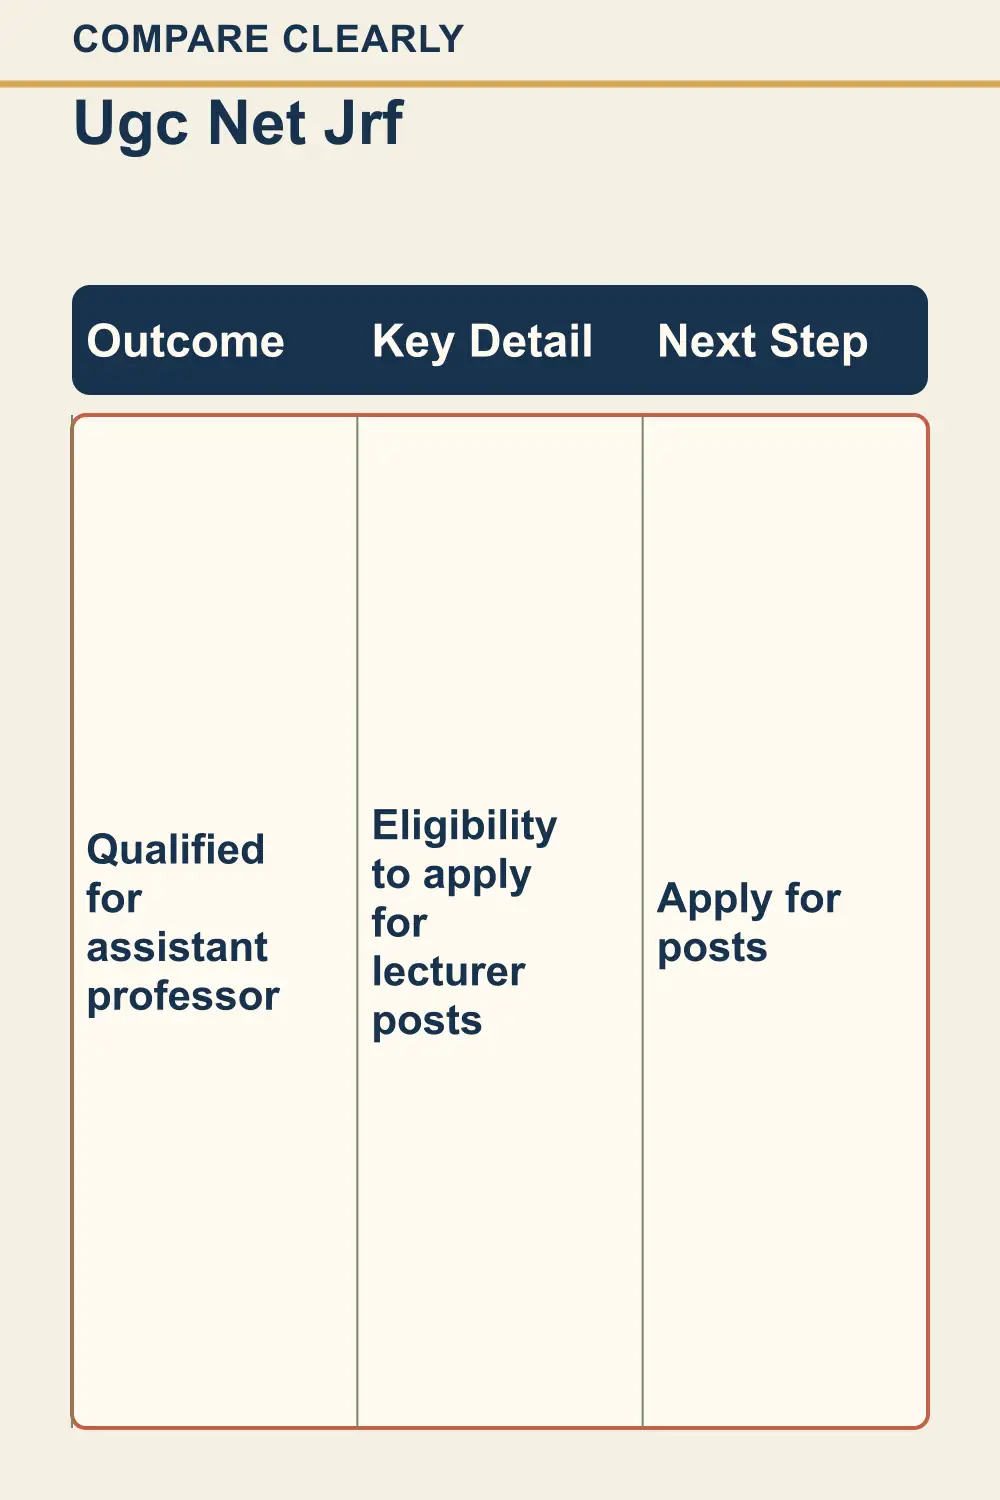 COMPARE CLEARLY
Ugc Net Jrf
Outcome Key Detail Next Step
Qualified
for
assistant
professor
Eligibility
to apply
for
lecturer
posts
Apply for
posts